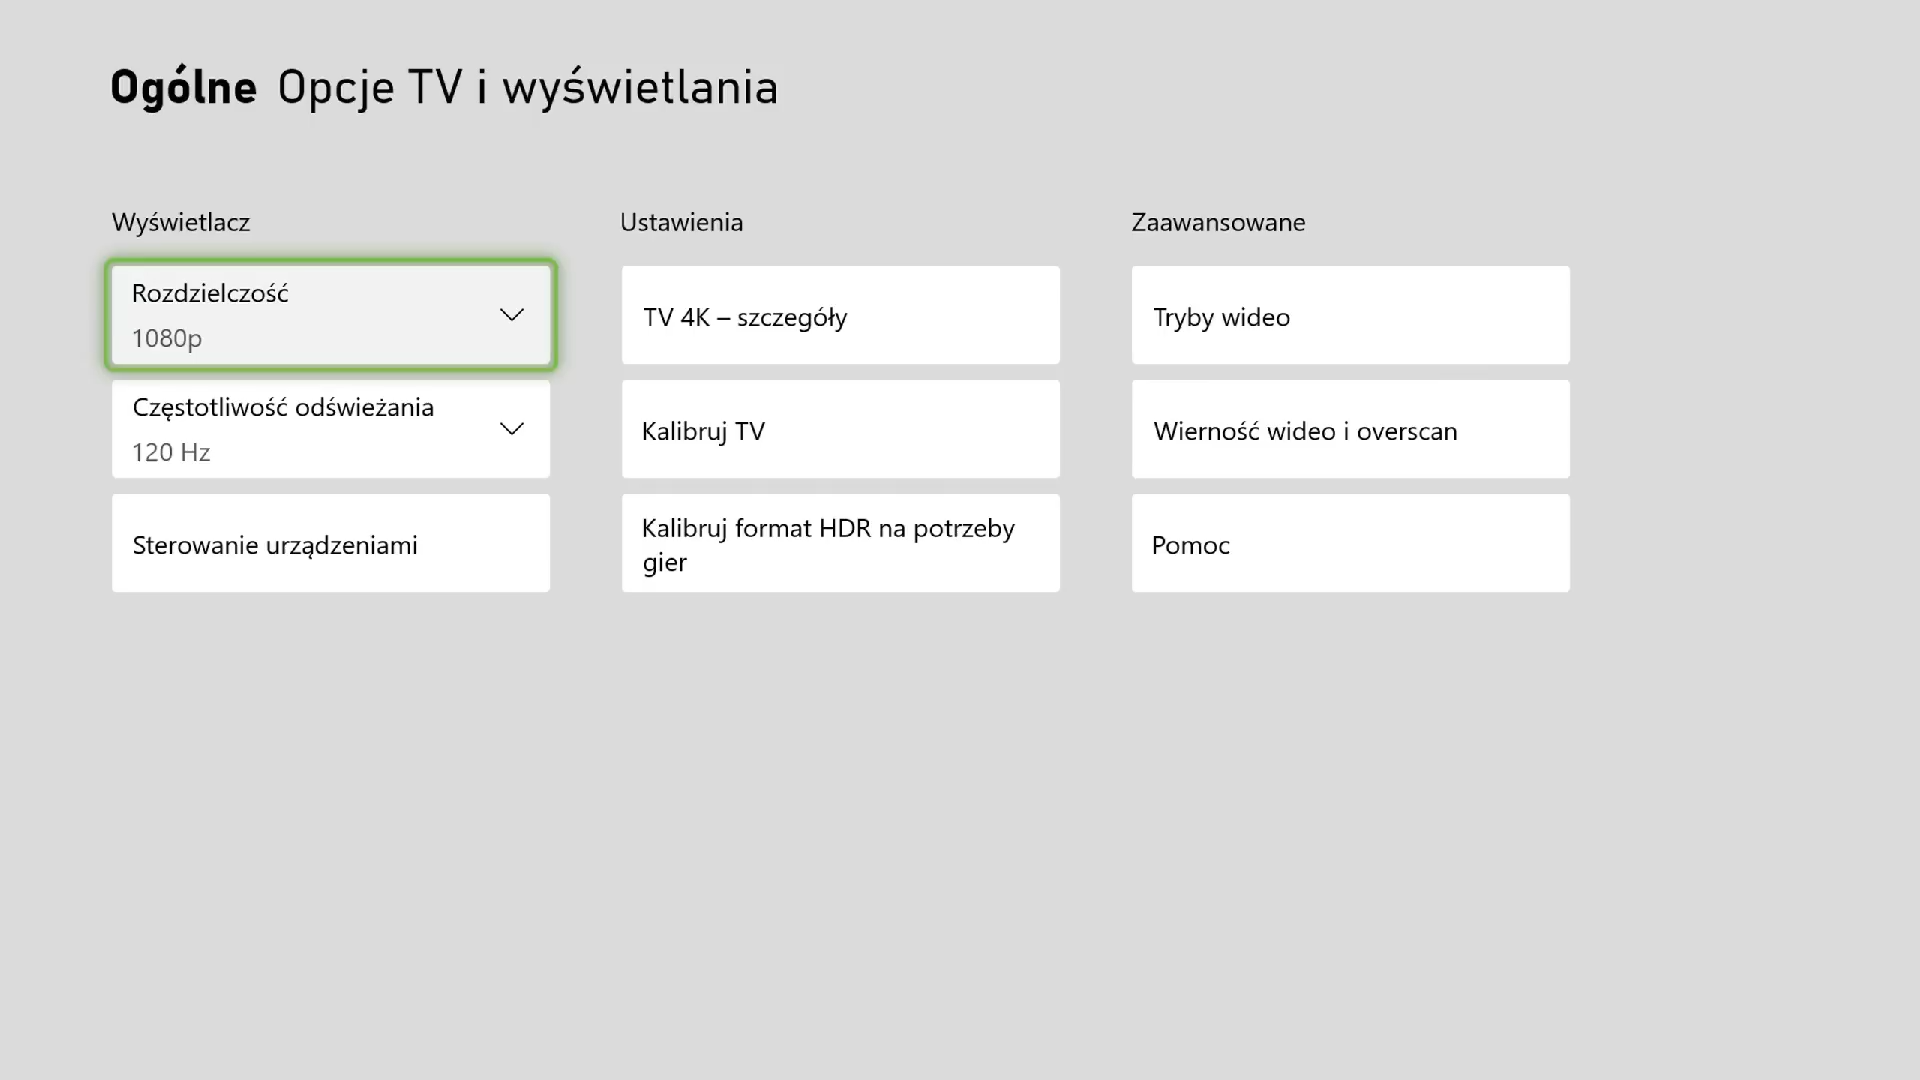 Ogólne Opcje TV i wyświetlania
Wyświetlacz
Rozdzielczość
1080p
Częstotliwość odświeżania
120 Hz
Sterowanie urządzeniami
Ustawienia
TV 4K – szczegóły
Kalibruj TV
Kalibruj format HDR na potrzeby
gier
Zaawansowane
Tryby wideo
Wierność wideo i overscan
Pomoc